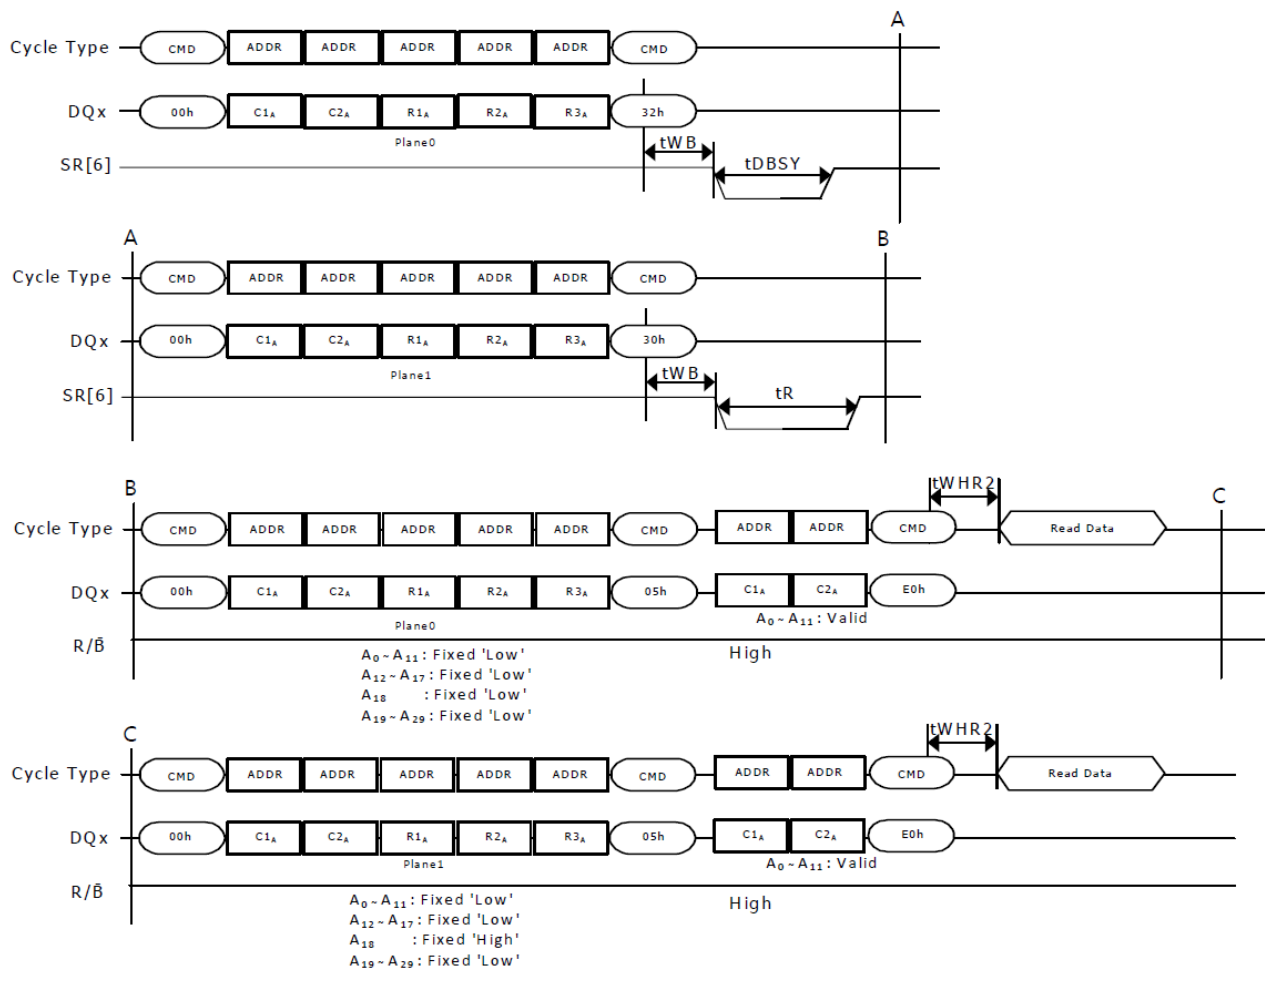 A
Cycle Type CMD ADDR ADDR ADDR ADDR ADDR CMD
DQx 00h C1A C2A R1A R2A R3A 32h
Plane0
tWB
SR[6] tDBSY
A B
Cycle Type CMD ADDR ADDR ADDR ADDR ADDR CMD
DQx 00h C1A C2A R1A R2A R3A 30h
Plane1 tWB
SR[6] tR
B tWHR2 C
Cycle Type CMD ADDR ADDR ADDR ADDR ADDR CMD ADDR ADDR CMD Read Data
DQx 00h C1A C2A R1A R2A R3A 05h C1A C2A E0h
Plane0 A0~A11: Valid
R/B̄ High
A0~A11: Fixed 'Low'
A12~A17: Fixed 'Low'
A18 : Fixed 'Low'
A19~A29: Fixed 'Low'
C tWHR2
Cycle Type CMD ADDR ADDR ADDR ADDR ADDR CMD ADDR ADDR CMD Read Data
DQx 00h C1A C2A R1A R2A R3A 05h C1A C2A E0h
Plane1 A0~A11: Valid
R/B̄ High
A0~A11: Fixed 'Low'
A12~A17: Fixed 'Low'
A18 : Fixed 'High'
A19~A29: Fixed 'Low'